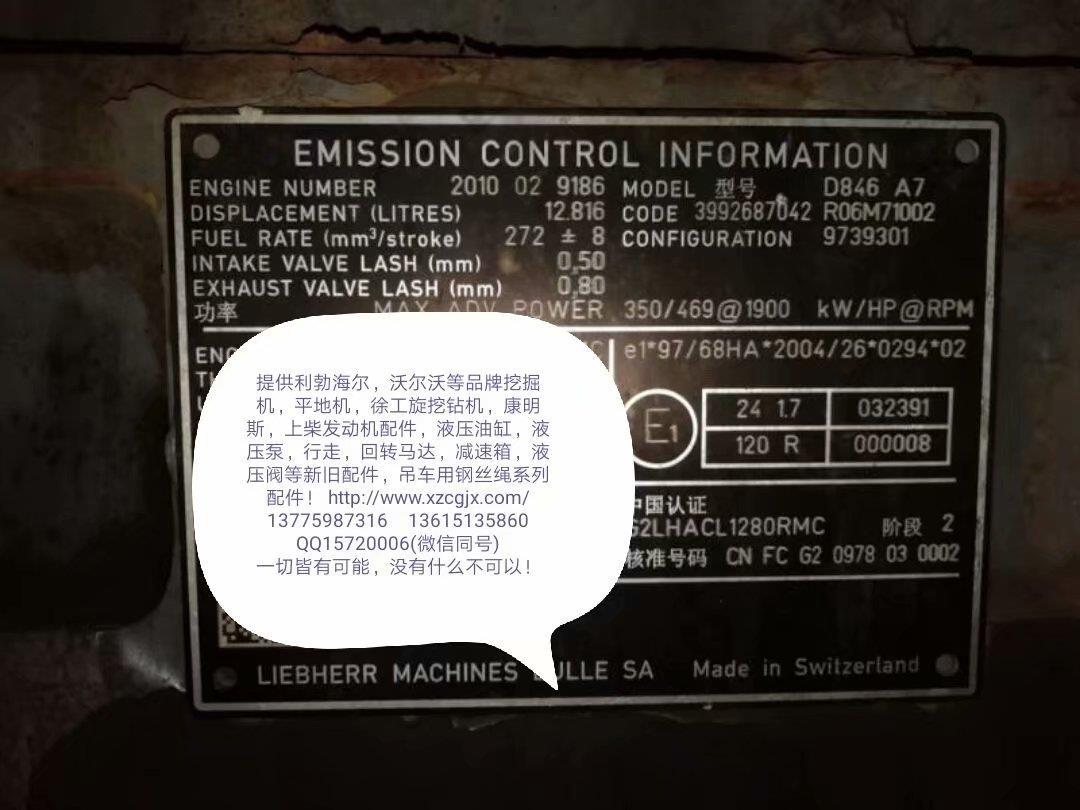 EMISSION CONTROL INFORMATION
ENGINE NUMBER 2010 02 9186 MODEL 型号 D846 A7
DISPLACEMENT (LITRES) 12.816 CODE 3992687042 R06M71002
FUEL RATE (mm³/stroke) 272 ± 8 CONFIGURATION 9739301
INTAKE VALVE LASH (mm) 0,50
EXHAUST VALVE LASH (mm) 0,80
功率 MAX ADV POWER 350/469@1900 kW/HP@RPM
e1*97/68HA*2004/26*0294*02
E1 24 1.7 032391
120 R 000008
中国认证
G2LHACL1280RMC 阶段 2
核准号码 CN FC G2 0978 03 0002
提供利勃海尔，沃尔沃等品牌挖掘
机，平地机，徐工旋挖钻机，康明
斯，上柴发动机配件，液压油缸，液
压泵，行走，回转马达，减速箱，液
压阀等新旧配件，吊车用钢丝绳系列
配件！http://www.xzcgjx.com/
13775987316 13615135860
QQ15720006(微信同号)
一切皆有可能，没有什么不可以！
LIEBHERR MACHINES BULLE SA Made in Switzerland